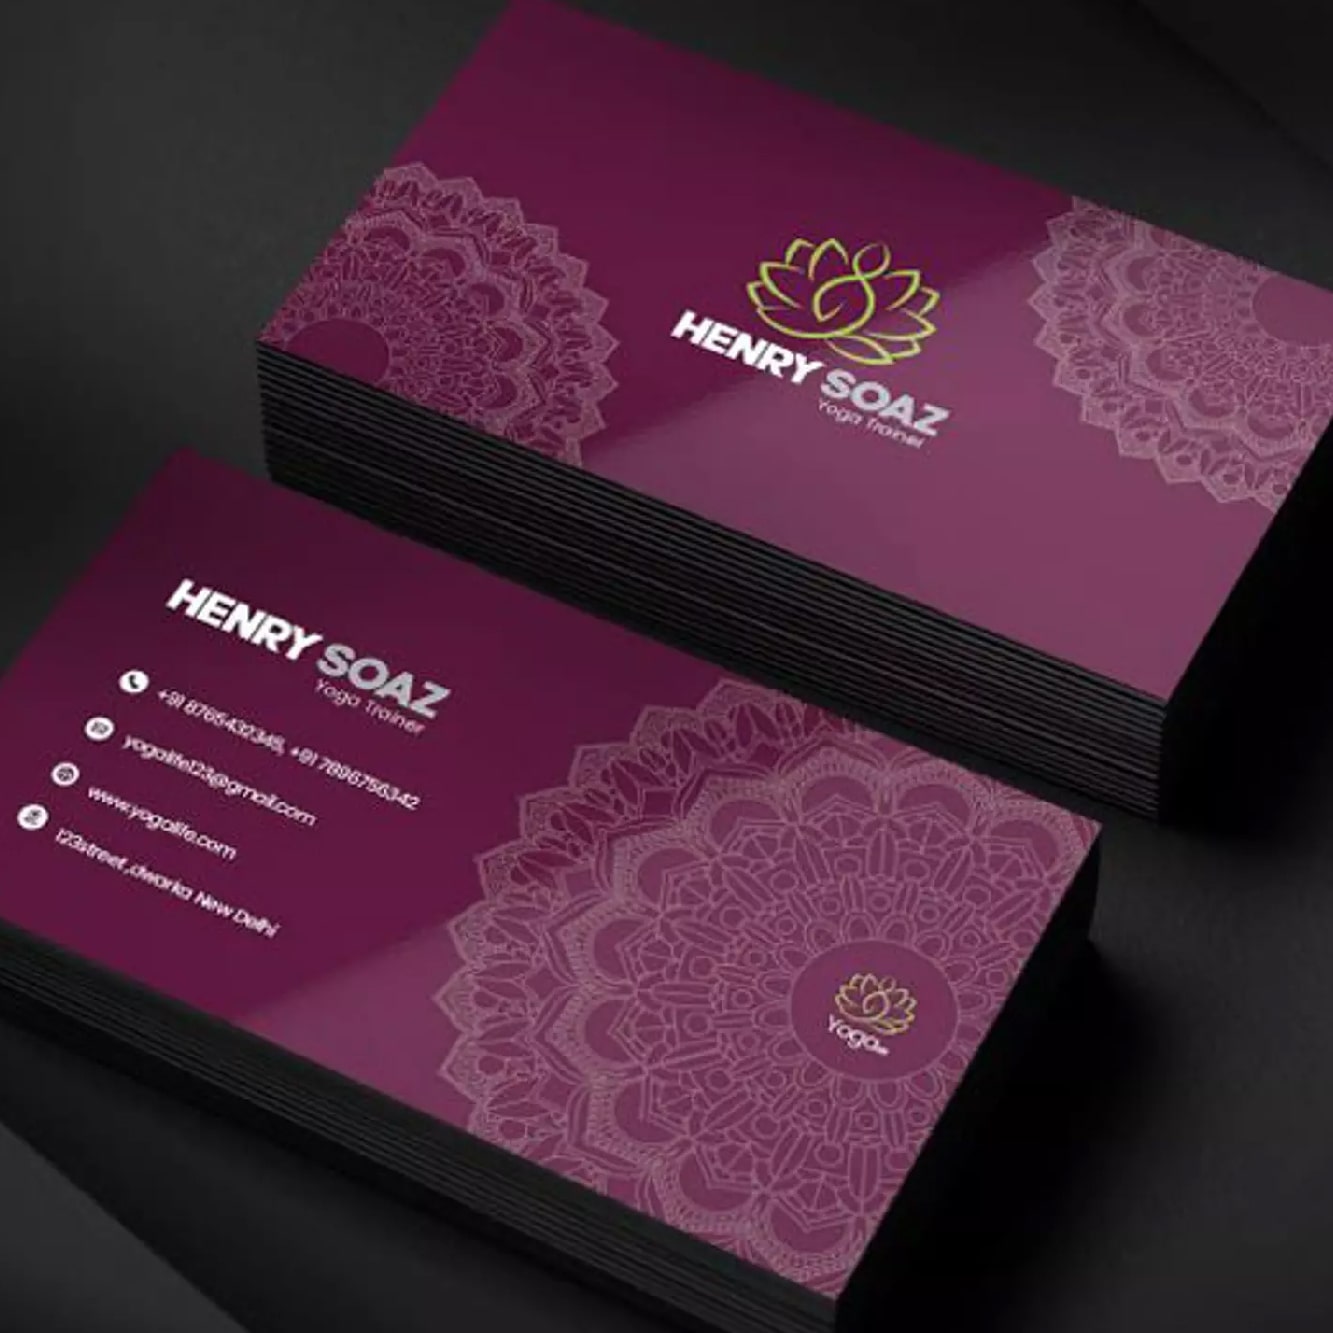 HENRY SOAZ
Yoga Trainer
HENRY SOAZ
Yoga Trainer
+91 8765432345, +91 7896756342
yogalife123@gmail.com
www.yogalife.com
123street ,dwarka New Delhi
Yoga